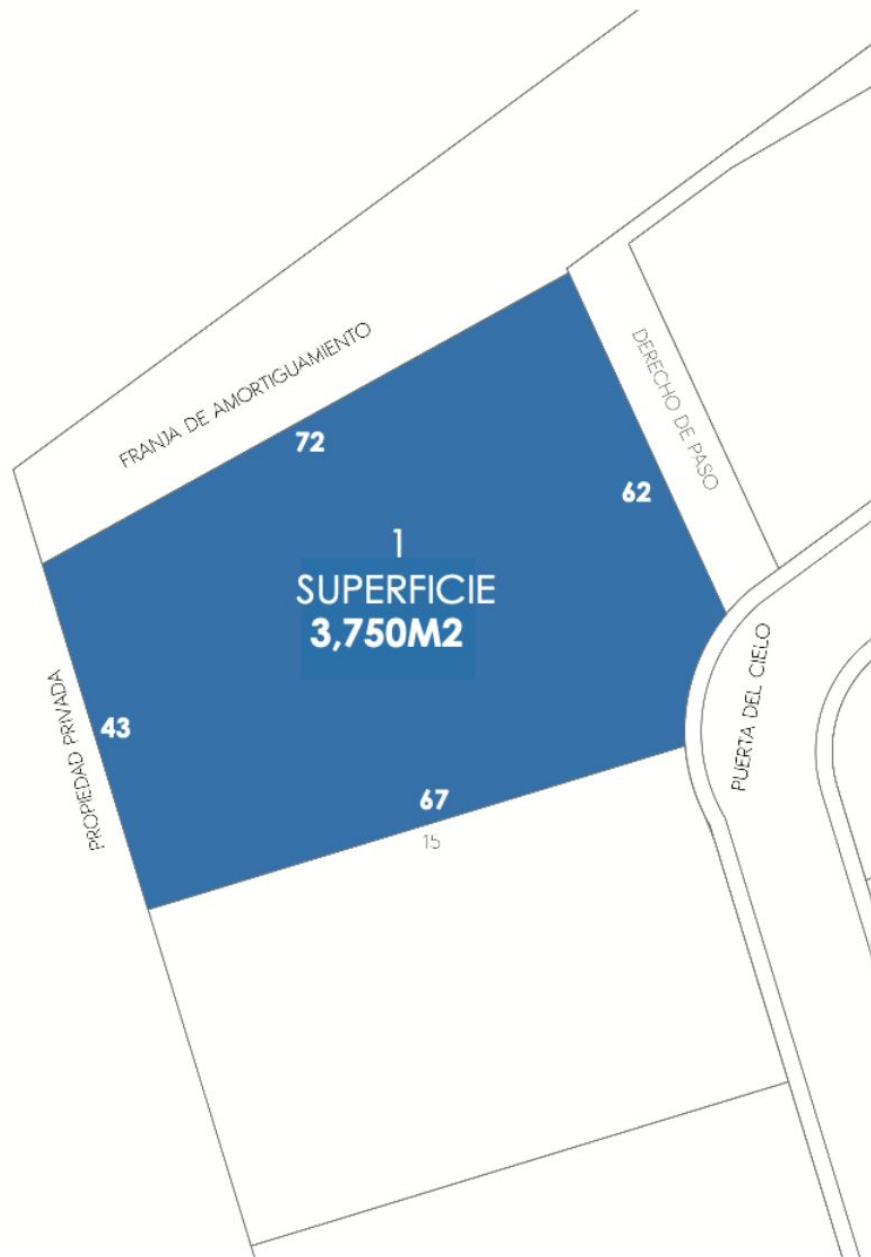 FRANJA DE AMORTIGUAMIENTO
72
DERECHO DE PASO
62
1
SUPERFICIE
3,750M2
PROPIEDAD PRIVADA
43
PUERTA DEL CIELO
67
15